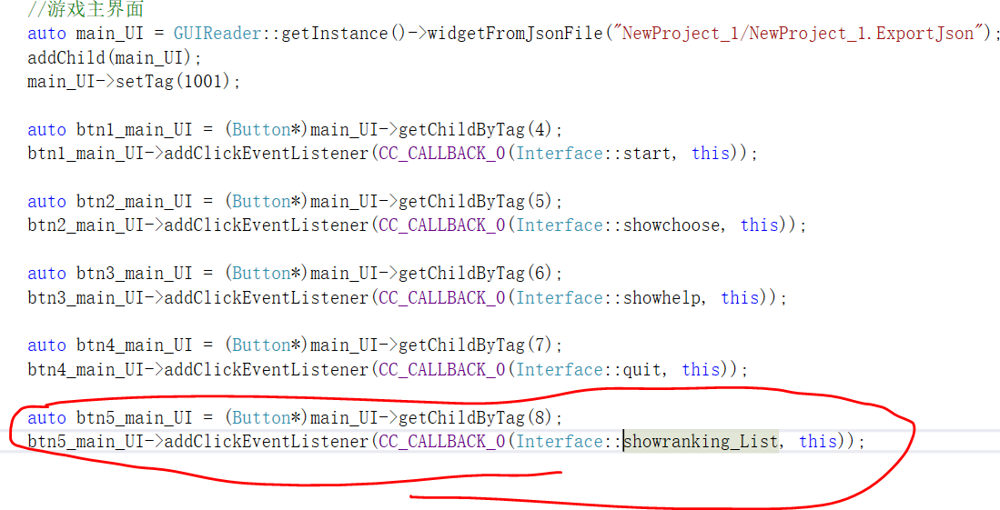 //游戏主界面
auto main_UI = GUIReader::getInstance()->widgetFromJsonFile("NewProject_1/NewProject_1.ExportJson");
addChild(main_UI);
main_UI->setTag(1001);
auto btn1_main_UI = (Button*)main_UI->getChildByTag(4);
btn1_main_UI->addClickEventListener(CC_CALLBACK_0(Interface::start, this));
auto btn2_main_UI = (Button*)main_UI->getChildByTag(5);
btn2_main_UI->addClickEventListener(CC_CALLBACK_0(Interface::showchoose, this));
auto btn3_main_UI = (Button*)main_UI->getChildByTag(6);
btn3_main_UI->addClickEventListener(CC_CALLBACK_0(Interface::showhelp, this));
auto btn4_main_UI = (Button*)main_UI->getChildByTag(7);
btn4_main_UI->addClickEventListener(CC_CALLBACK_0(Interface::quit, this));
auto btn5_main_UI = (Button*)main_UI->getChildByTag(8);
btn5_main_UI->addClickEventListener(CC_CALLBACK_0(Interface::showranking_List, this));